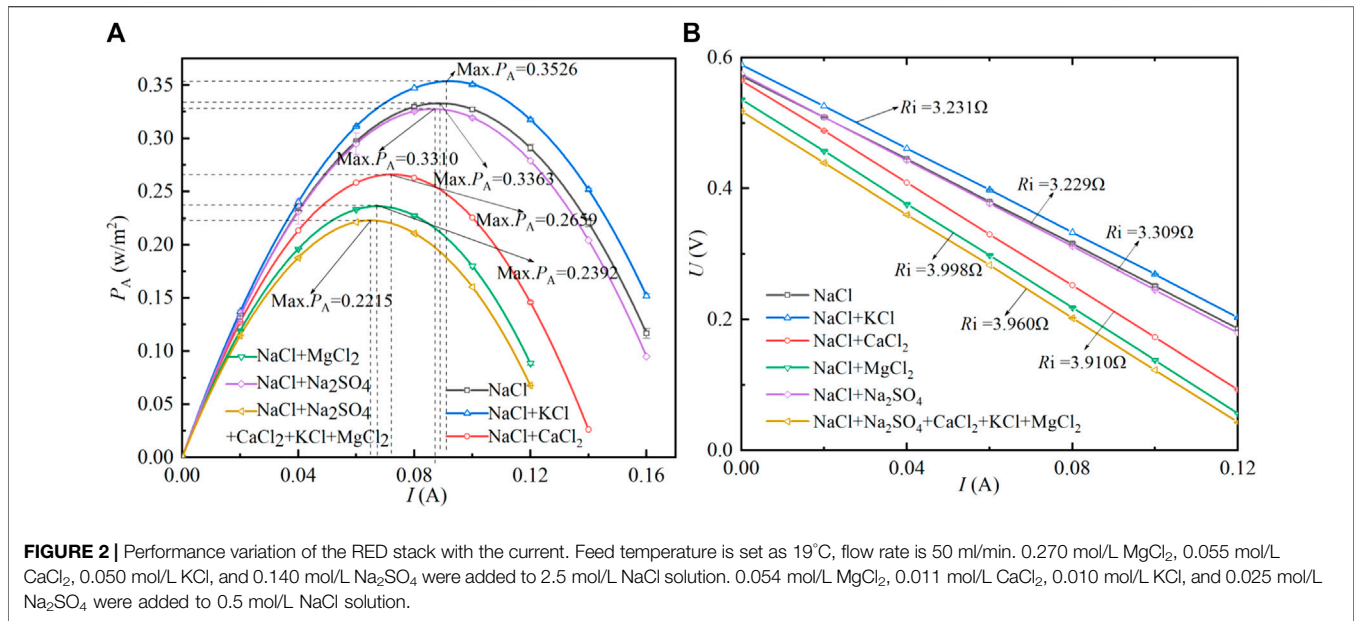 A
P_A (w/m²)
0.35
0.30
0.25
0.20
0.15
0.10
0.05
0.00
Max.P_A=0.3526
Max.P_A=0.3310
Max.P_A=0.3363
Max.P_A=0.2659
Max.P_A=0.2392
Max.P_A=0.2215
NaCl+MgCl₂
NaCl+Na₂SO₄
NaCl+Na₂SO₄
+CaCl₂+KCl+MgCl₂
NaCl
NaCl+KCl
NaCl+CaCl₂
0.00 0.04 0.08 0.12 0.16
I (A)
B
U (V)
0.6
0.4
0.2
0.0
Ri =3.231Ω
Ri =3.229Ω
Ri =3.309Ω
Ri =3.998Ω
Ri =3.960Ω
Ri =3.910Ω
NaCl
NaCl+KCl
NaCl+CaCl₂
NaCl+MgCl₂
NaCl+Na₂SO₄
NaCl+Na₂SO₄+CaCl₂+KCl+MgCl₂
0.00 0.04 0.08 0.12
I (A)
FIGURE 2 | Performance variation of the RED stack with the current. Feed temperature is set as 19°C, flow rate is 50 ml/min. 0.270 mol/L MgCl₂, 0.055 mol/L
CaCl₂, 0.050 mol/L KCl, and 0.140 mol/L Na₂SO₄ were added to 2.5 mol/L NaCl solution. 0.054 mol/L MgCl₂, 0.011 mol/L CaCl₂, 0.010 mol/L KCl, and 0.025 mol/L
Na₂SO₄ were added to 0.5 mol/L NaCl solution.